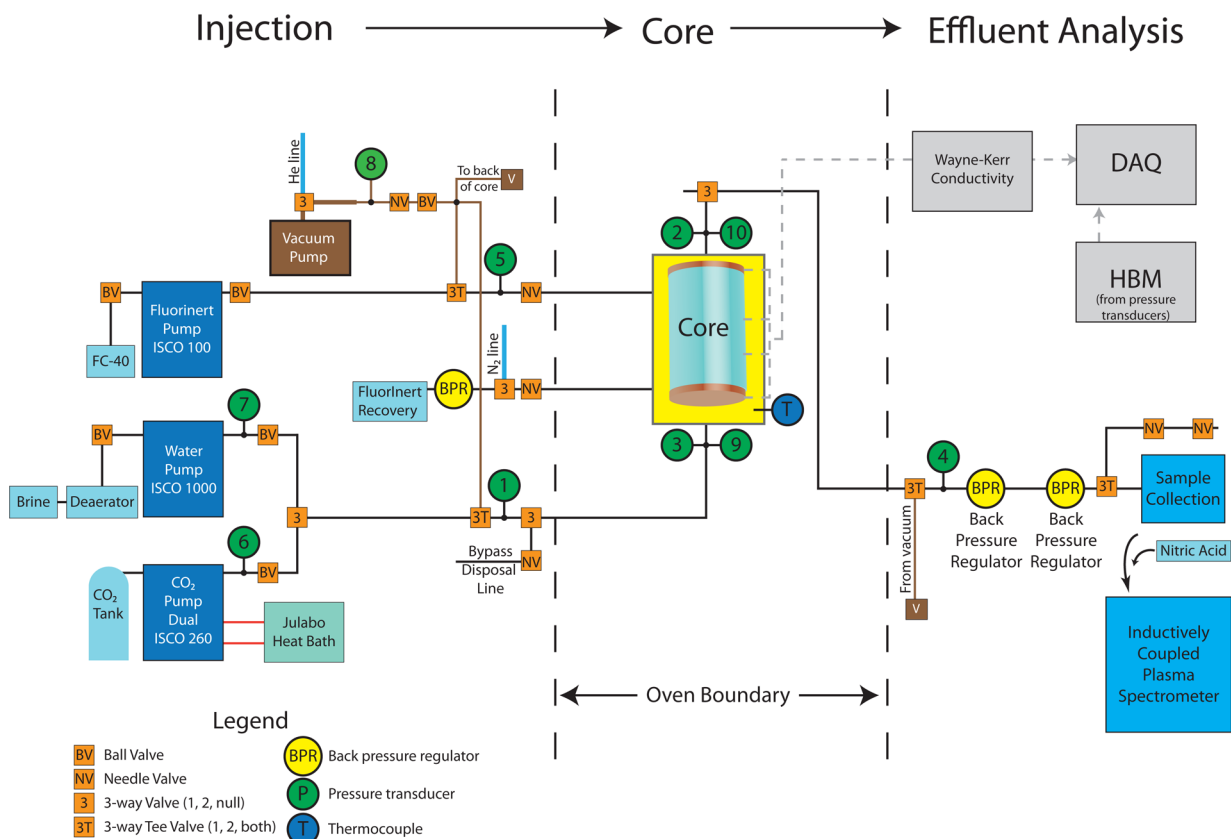 Injection
Core
Effluent Analysis
He line
8
To back
of core
V
3
NV
BV
Vacuum
Pump
5
BV
BV
3T
NV
Fluorinert
Pump
ISCO 100
FC-40
N₂ line
FluorInert
Recovery
BPR
3
NV
7
BV
BV
Water
Pump
ISCO 1000
Brine
Deaerator
3
1
3T
3
NV
Bypass
Disposal
Line
6
BV
CO₂
Tank
CO₂
Pump
Dual
ISCO 260
Julabo
Heat Bath
3
2
10
Core
T
3
9
Oven Boundary
Wayne-Kerr
Conductivity
DAQ
HBM
(from pressure
transducers)
NV
NV
4
3T
BPR
BPR
3T
Sample
Collection
Back
Pressure
Regulator
Back
Pressure
Regulator
From vacuum
V
Nitric Acid
Inductively
Coupled
Plasma
Spectrometer
Legend
BV Ball Valve
NV Needle Valve
3 3-way Valve (1, 2, null)
3T 3-way Tee Valve (1, 2, both)
BPR Back pressure regulator
P Pressure transducer
T Thermocouple